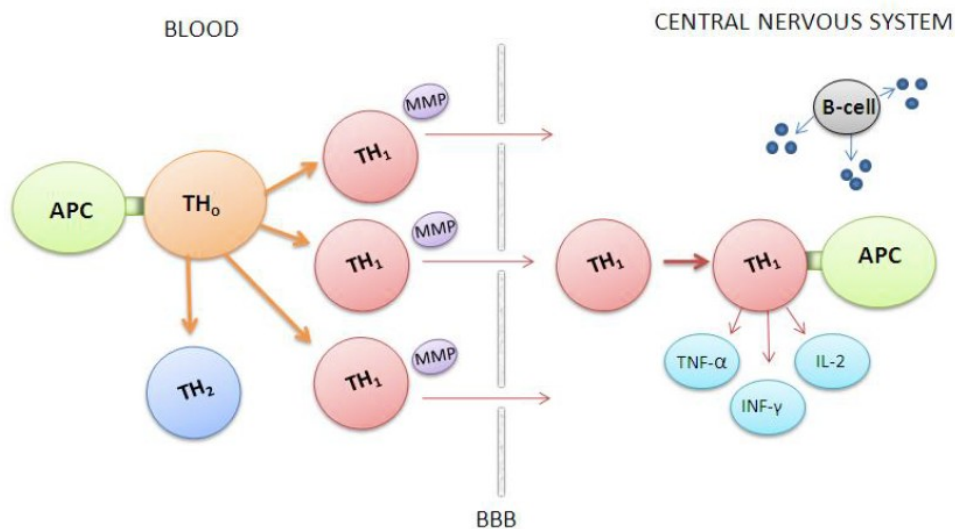 BLOOD
CENTRAL NERVOUS SYSTEM
MMP
TH₁
B-cell
APC
TH₀
MMP
TH₁
TH₁
TH₁
APC
MMP
TH₁
TH₂
TNF-α
IL-2
INF-γ
BBB